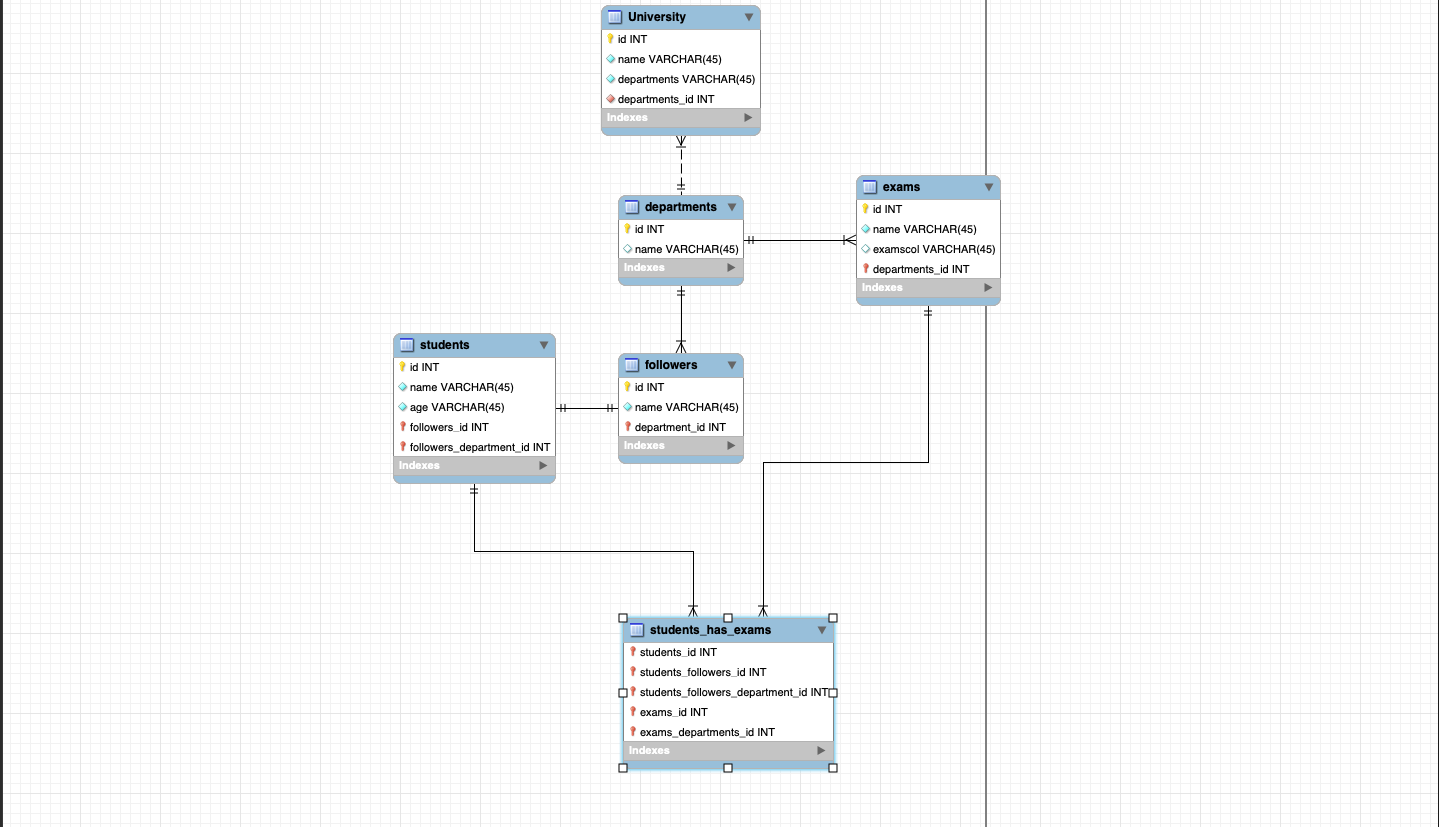 University
id INT
name VARCHAR(45)
departments VARCHAR(45)
departments_id INT
Indexes
departments
id INT
name VARCHAR(45)
Indexes
exams
id INT
name VARCHAR(45)
examscol VARCHAR(45)
departments_id INT
Indexes
students
id INT
name VARCHAR(45)
age VARCHAR(45)
followers_id INT
followers_department_id INT
Indexes
followers
id INT
name VARCHAR(45)
department_id INT
Indexes
students_has_exams
students_id INT
students_followers_id INT
students_followers_department_id INT
exams_id INT
exams_departments_id INT
Indexes